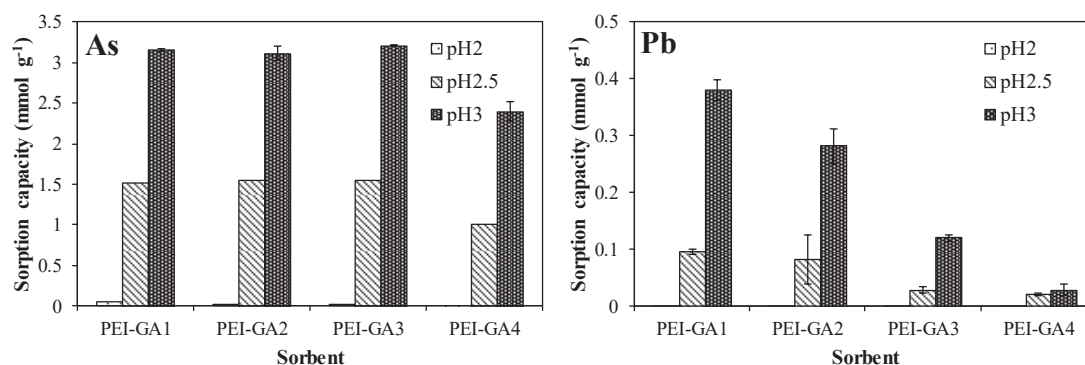 As
Sorption capacity (mmol g⁻¹)
3.5
3
2.5
2
1.5
1
0.5
0
pH2
pH2.5
pH3
PEI-GA1 PEI-GA2 PEI-GA3 PEI-GA4
Sorbent
Pb
Sorption capacity (mmol g⁻¹)
0.5
0.4
0.3
0.2
0.1
0
pH2
pH2.5
pH3
PEI-GA1 PEI-GA2 PEI-GA3 PEI-GA4
Sorbent